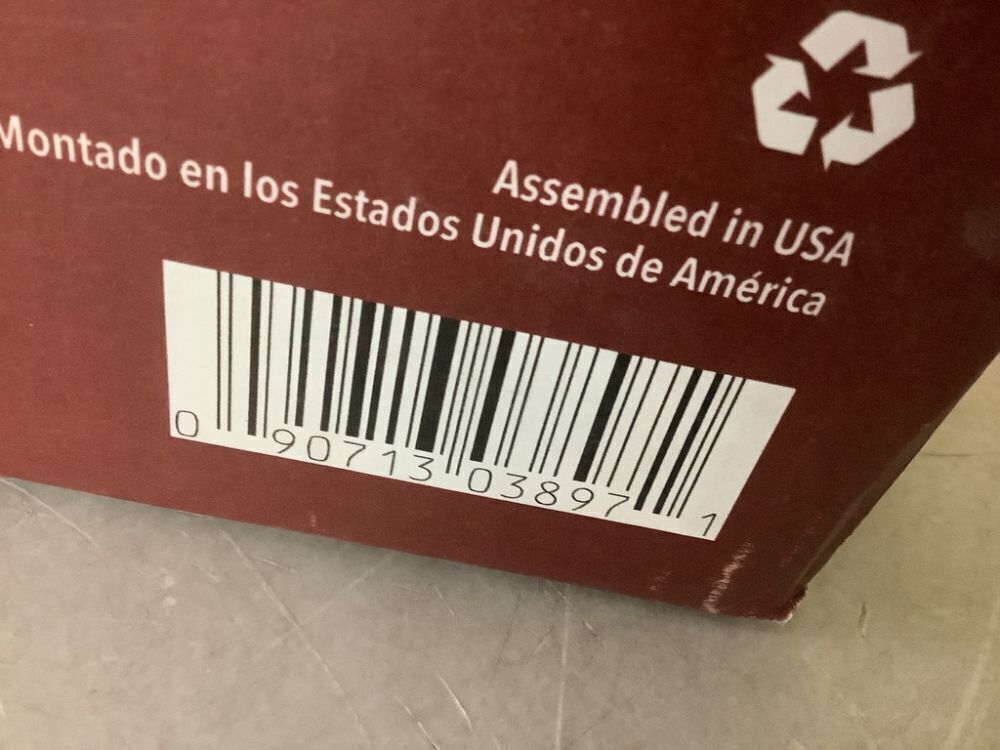 Assembled in USA
Montado en los Estados Unidos de América
0 90713 03897 1